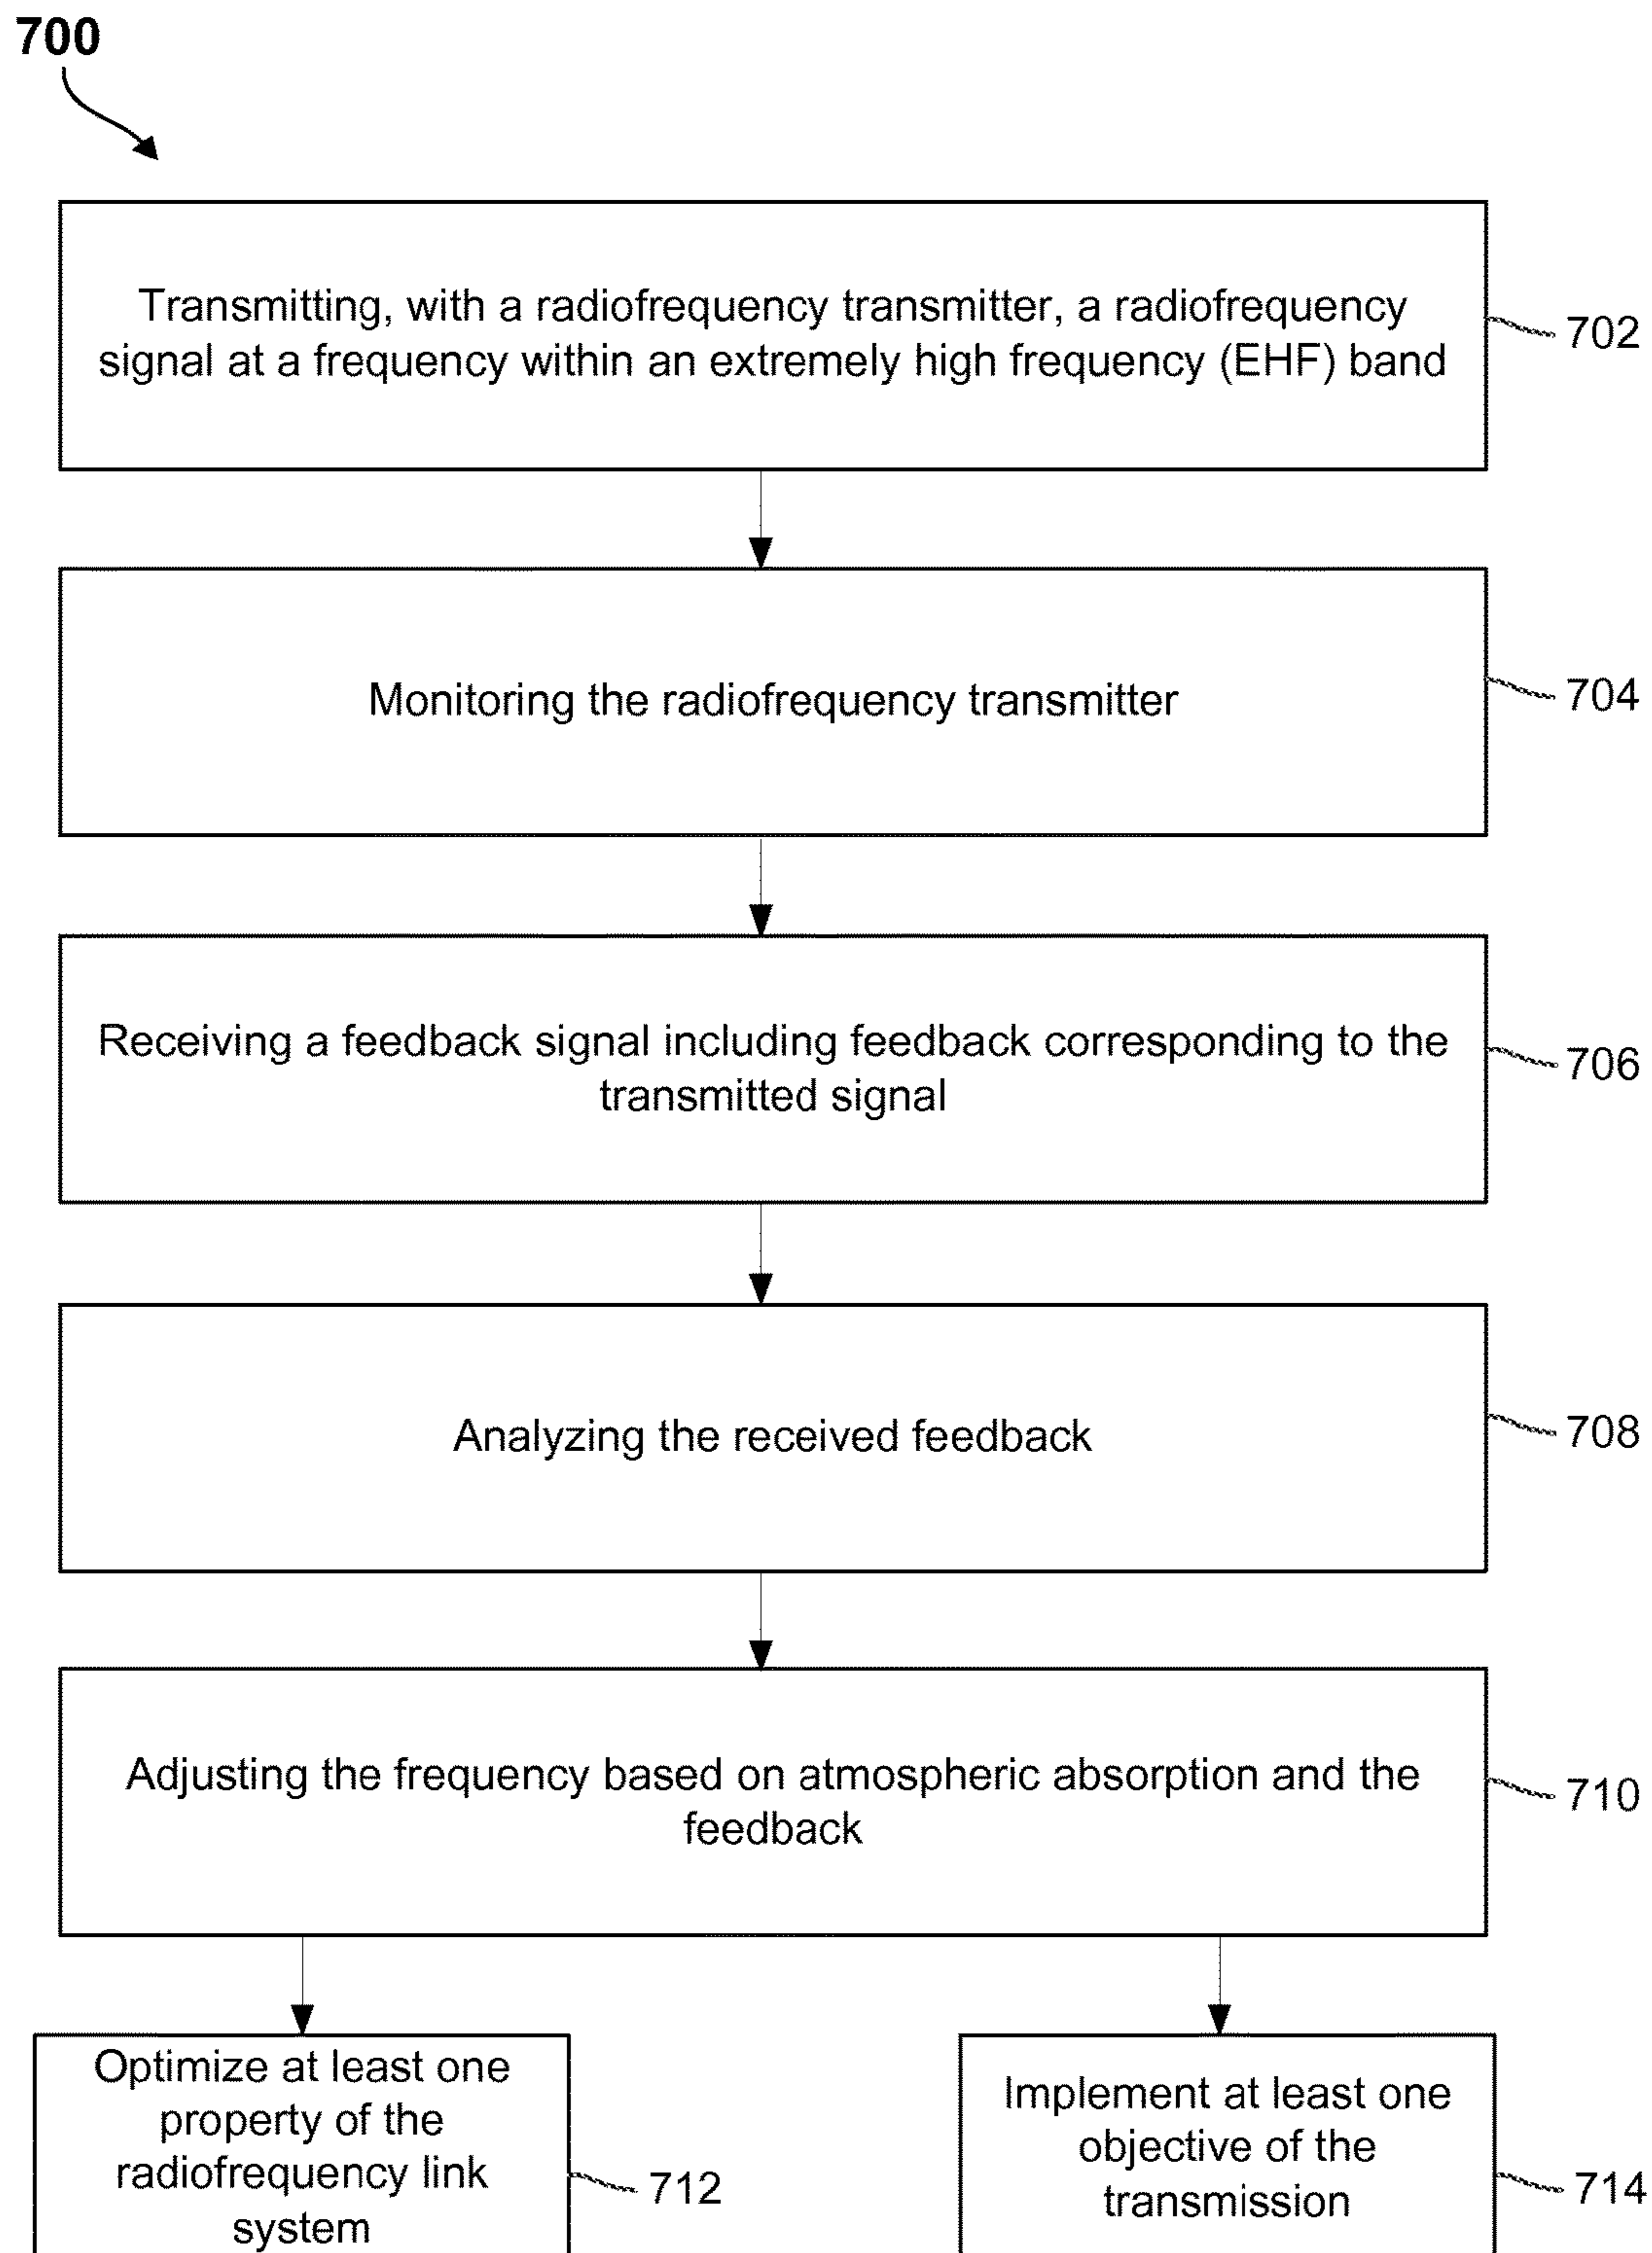 700
Transmitting, with a radiofrequency transmitter, a radiofrequency
signal at a frequency within an extremely high frequency (EHF) band
702
Monitoring the radiofrequency transmitter
704
Receiving a feedback signal including feedback corresponding to the
transmitted signal
706
Analyzing the received feedback
708
Adjusting the frequency based on atmospheric absorption and the
feedback
710
Optimize at least one
property of the
radiofrequency link
system
712
Implement at least one
objective of the
transmission
714